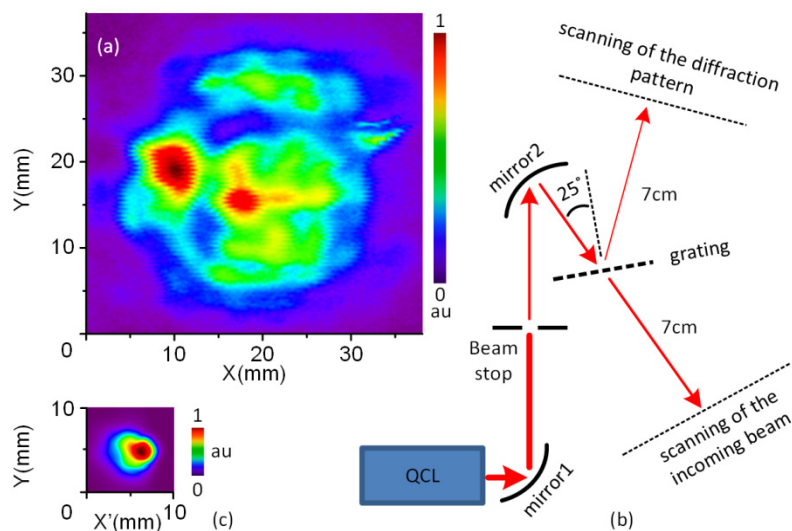 (a)
1
0
au
Y(mm)
30
20
10
0
10
20
30
X(mm)
scanning of the diffraction
pattern
mirror2
25°
7cm
grating
7cm
Beam
stop
scanning of the
incoming beam
QCL
mirror1
(b)
10
Y(mm)
0
X'(mm)
10
1
au
0
(c)